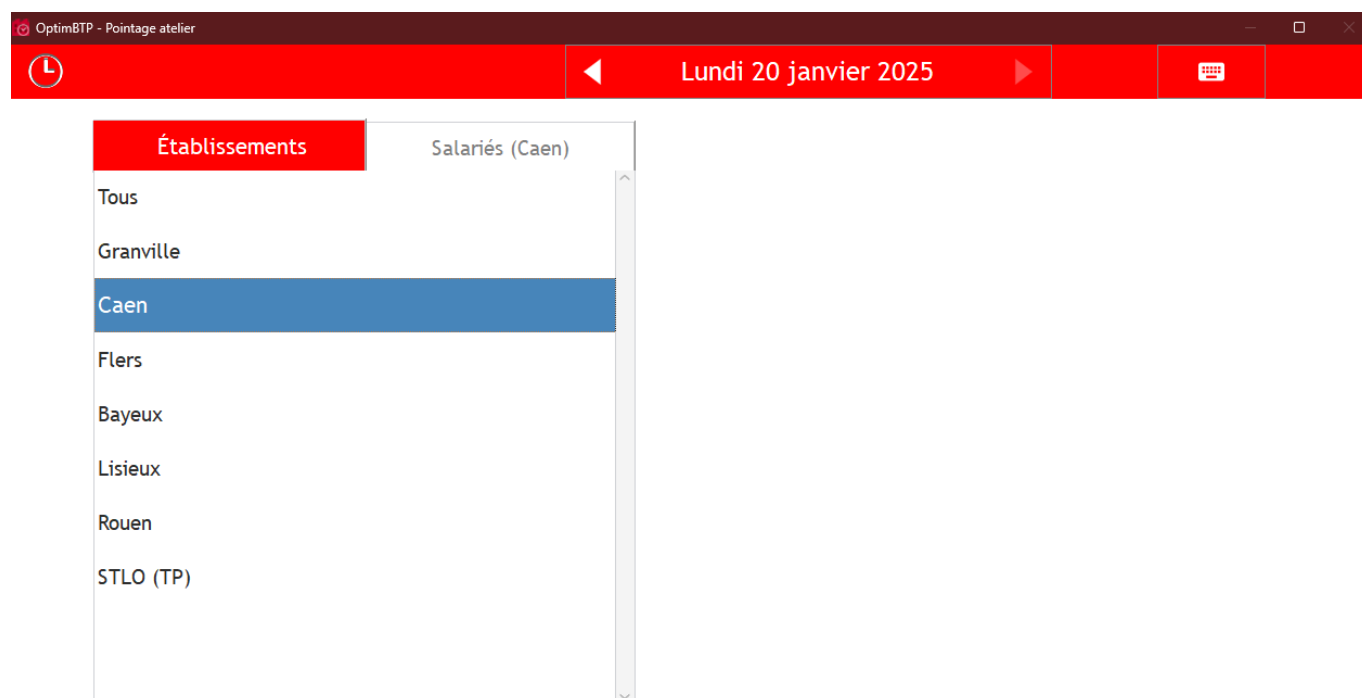 OptimBTP - Pointage atelier
Lundi 20 janvier 2025
Établissements
Salariés (Caen)
Tous
Granville
Caen
Flers
Bayeux
Lisieux
Rouen
STLO (TP)